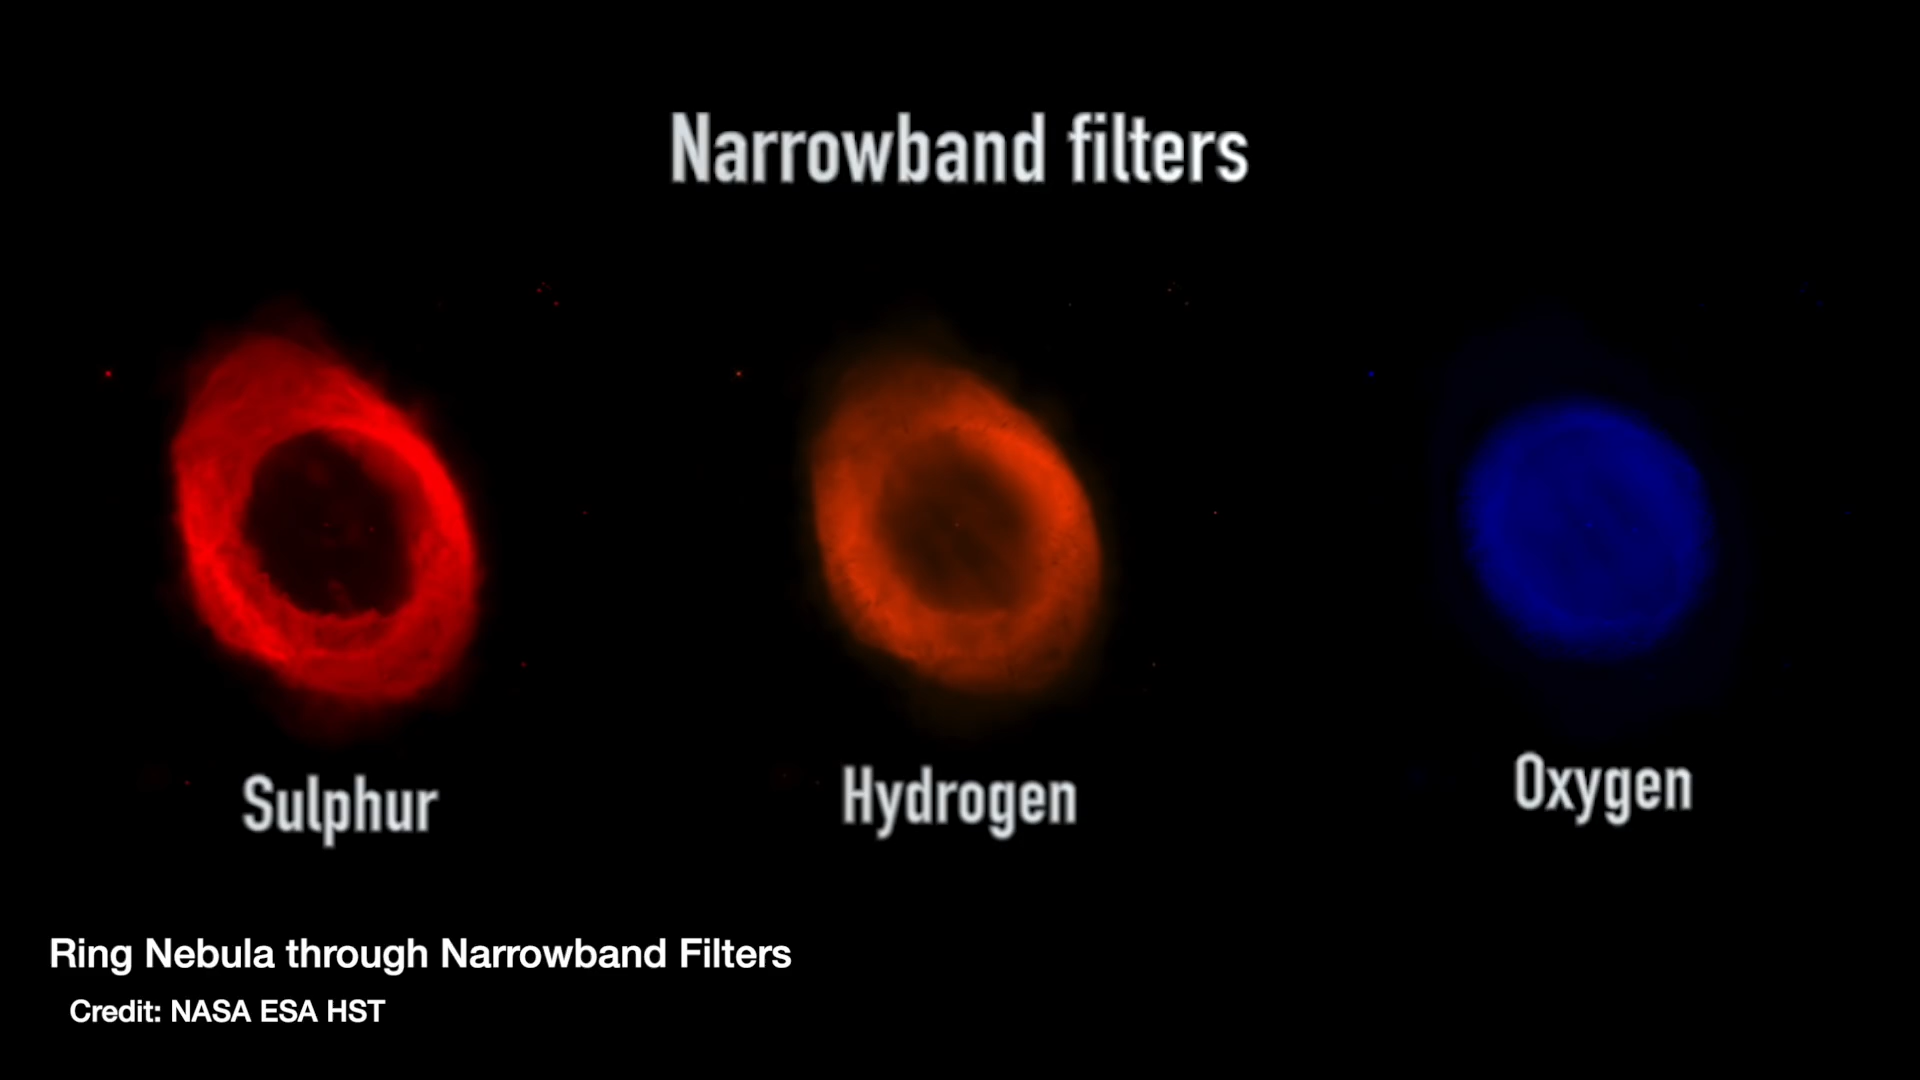 Narrowband filters
Sulphur
Hydrogen
Oxygen
Ring Nebula through Narrowband Filters
Credit: NASA ESA HST